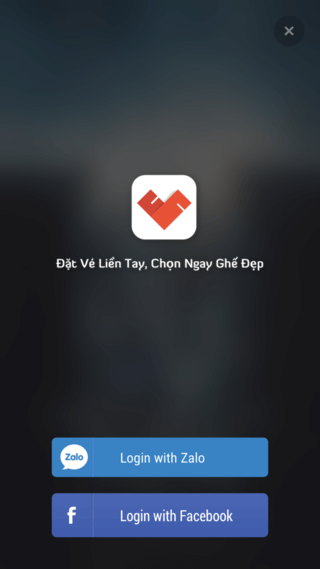 Đặt Vé Liền Tay, Chọn Ngay Ghế Đẹp
Zalo
Login with Zalo
f
Login with Facebook